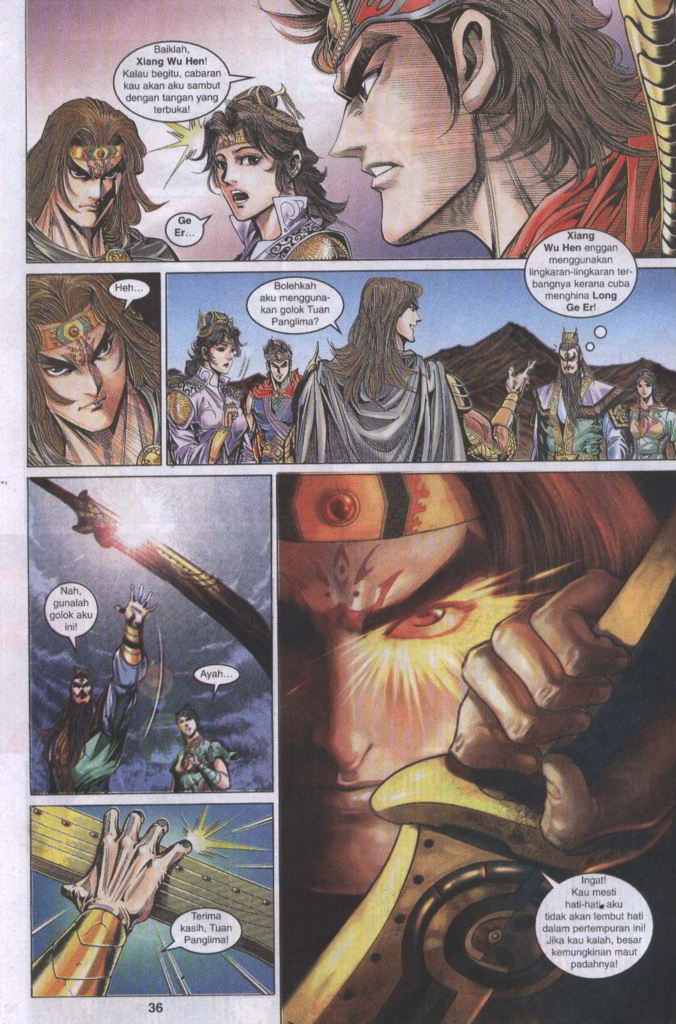 Baiklah,
Xiang Wu Hen!
Kalau begitu, cabaran
kau akan aku sambut
dengan tangan yang
terbuka!
Ge
Er...
Xiang
Wu Hen enggan
menggunakan
lingkaran-lingkaran ter-
bangnya kerana cuba
menghina Long
Ge Er!
Heh...
Bolehkah
aku mengguna-
kan golok Tuan
Panglima?
Nah,
gunalah
golok aku
ini!
Ayah...
Terima
kasih, Tuan
Panglima!
Ingat!
Kau mesti
hati-hati, aku
tidak akan lembut hati
dalam pertempuran ini!
Jika kau kalah, besar
kemungkinan maut
padahnya!
36